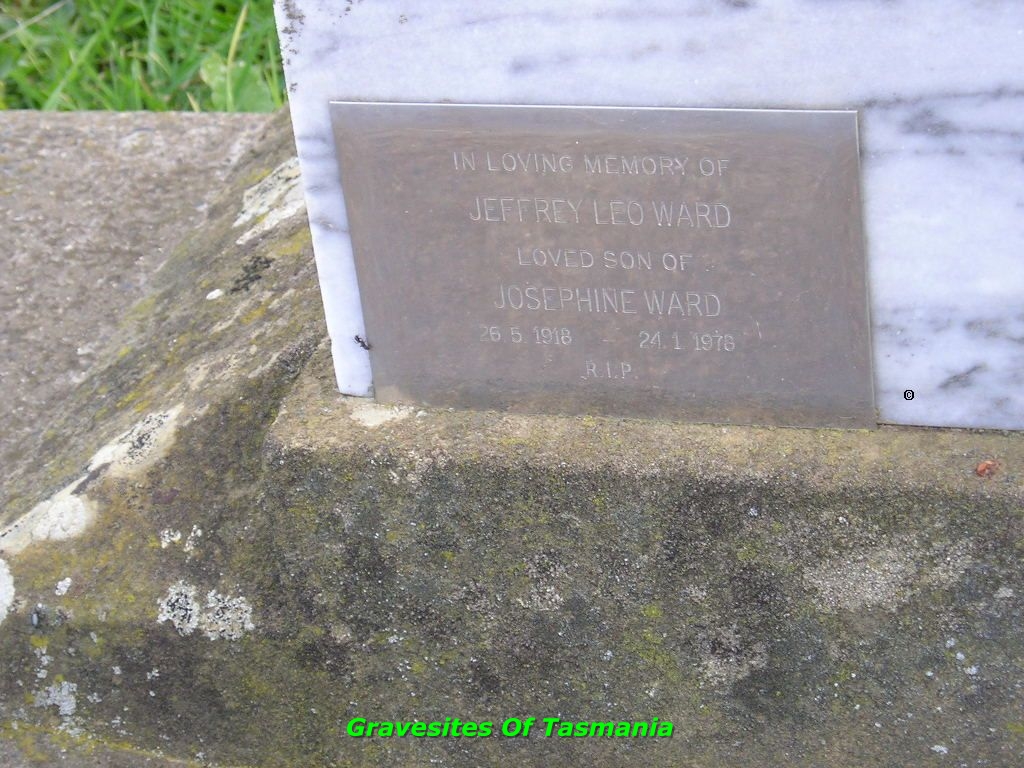 IN LOVING MEMORY OF
JEFFREY LEO WARD
LOVED SON OF
JOSEPHINE WARD
26 5 1918 - 24.1 1978
R.I.P.
©
Gravesites Of Tasmania